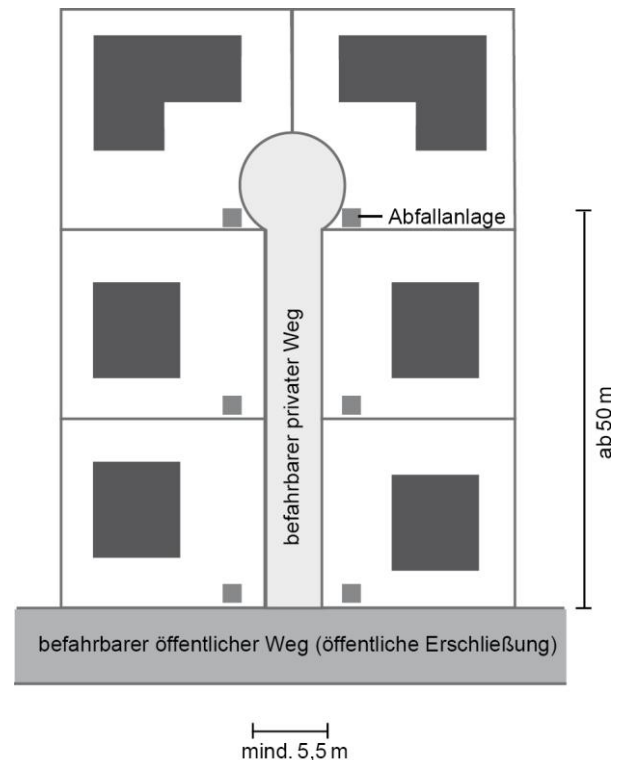 Abfallanlage
befahrbarer privater Weg
ab 50 m
befahrbarer öffentlicher Weg (öffentliche Erschließung)
mind. 5,5 m